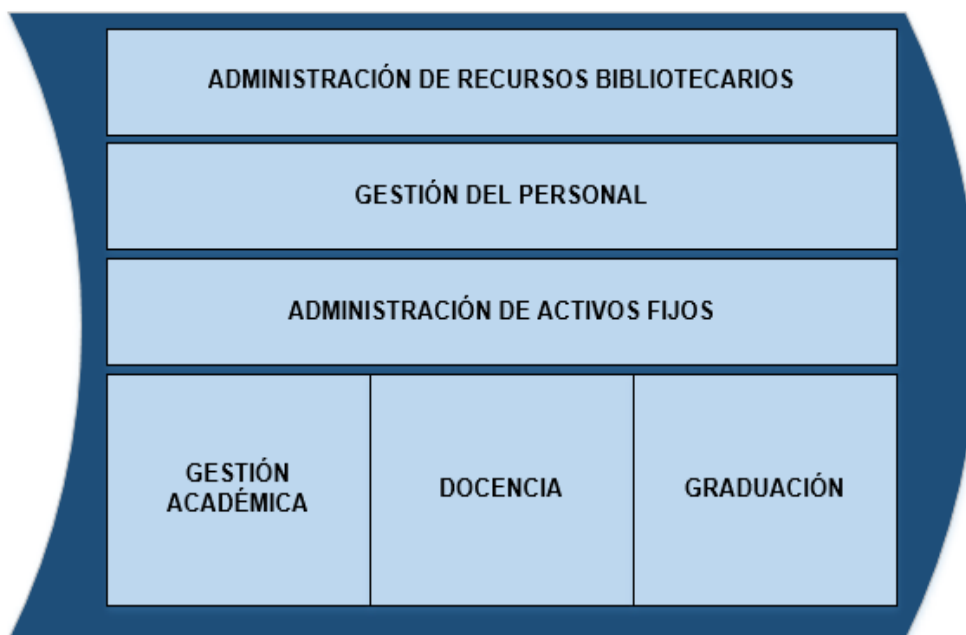 ADMINISTRACIÓN DE RECURSOS BIBLIOTECARIOS
GESTIÓN DEL PERSONAL
ADMINISTRACIÓN DE ACTIVOS FIJOS
GESTIÓN
ACADÉMICA
DOCENCIA
GRADUACIÓN